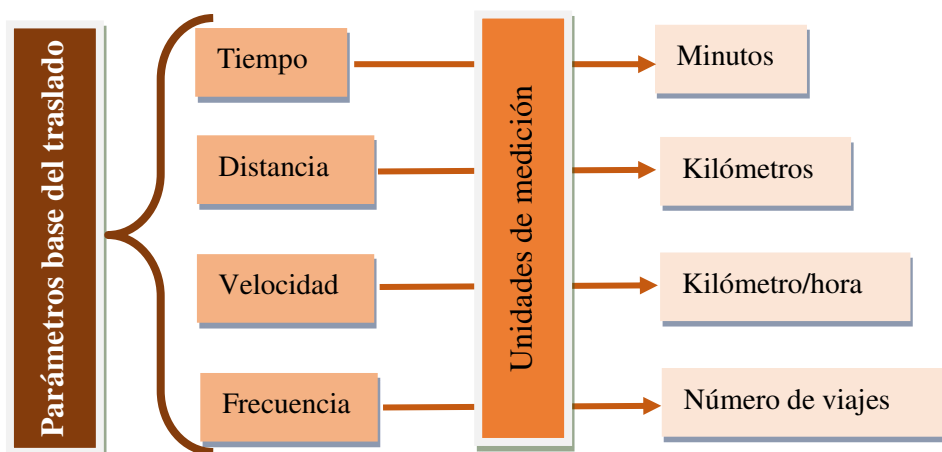 Parámetros base del traslado
Tiempo
Distancia
Velocidad
Frecuencia
Unidades de medición
Minutos
Kilómetros
Kilómetro/hora
Número de viajes